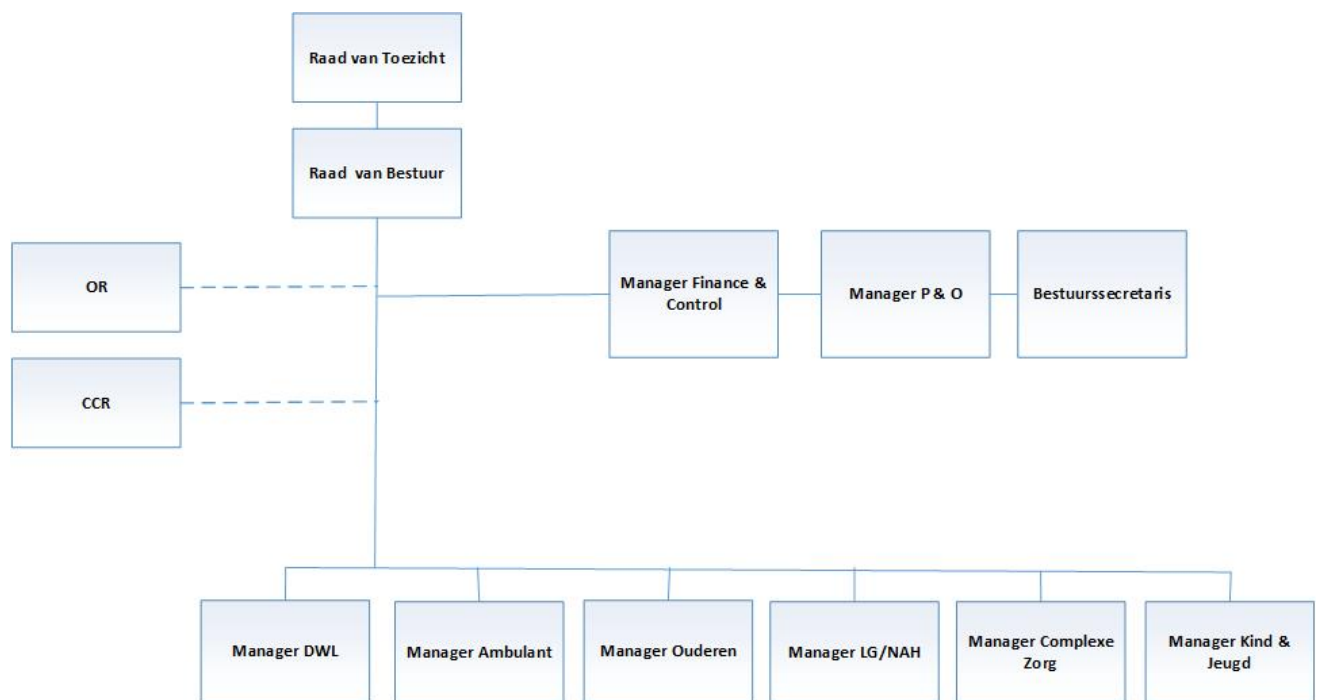 Raad van Toezicht
Raad van Bestuur
OR
Manager Finance &
Control
Manager P & O
Bestuurssecretaris
CCR
Manager DWL
Manager Ambulant
Manager Ouderen
Manager LG/NAH
Manager Complexe
Zorg
Manager Kind &
Jeugd